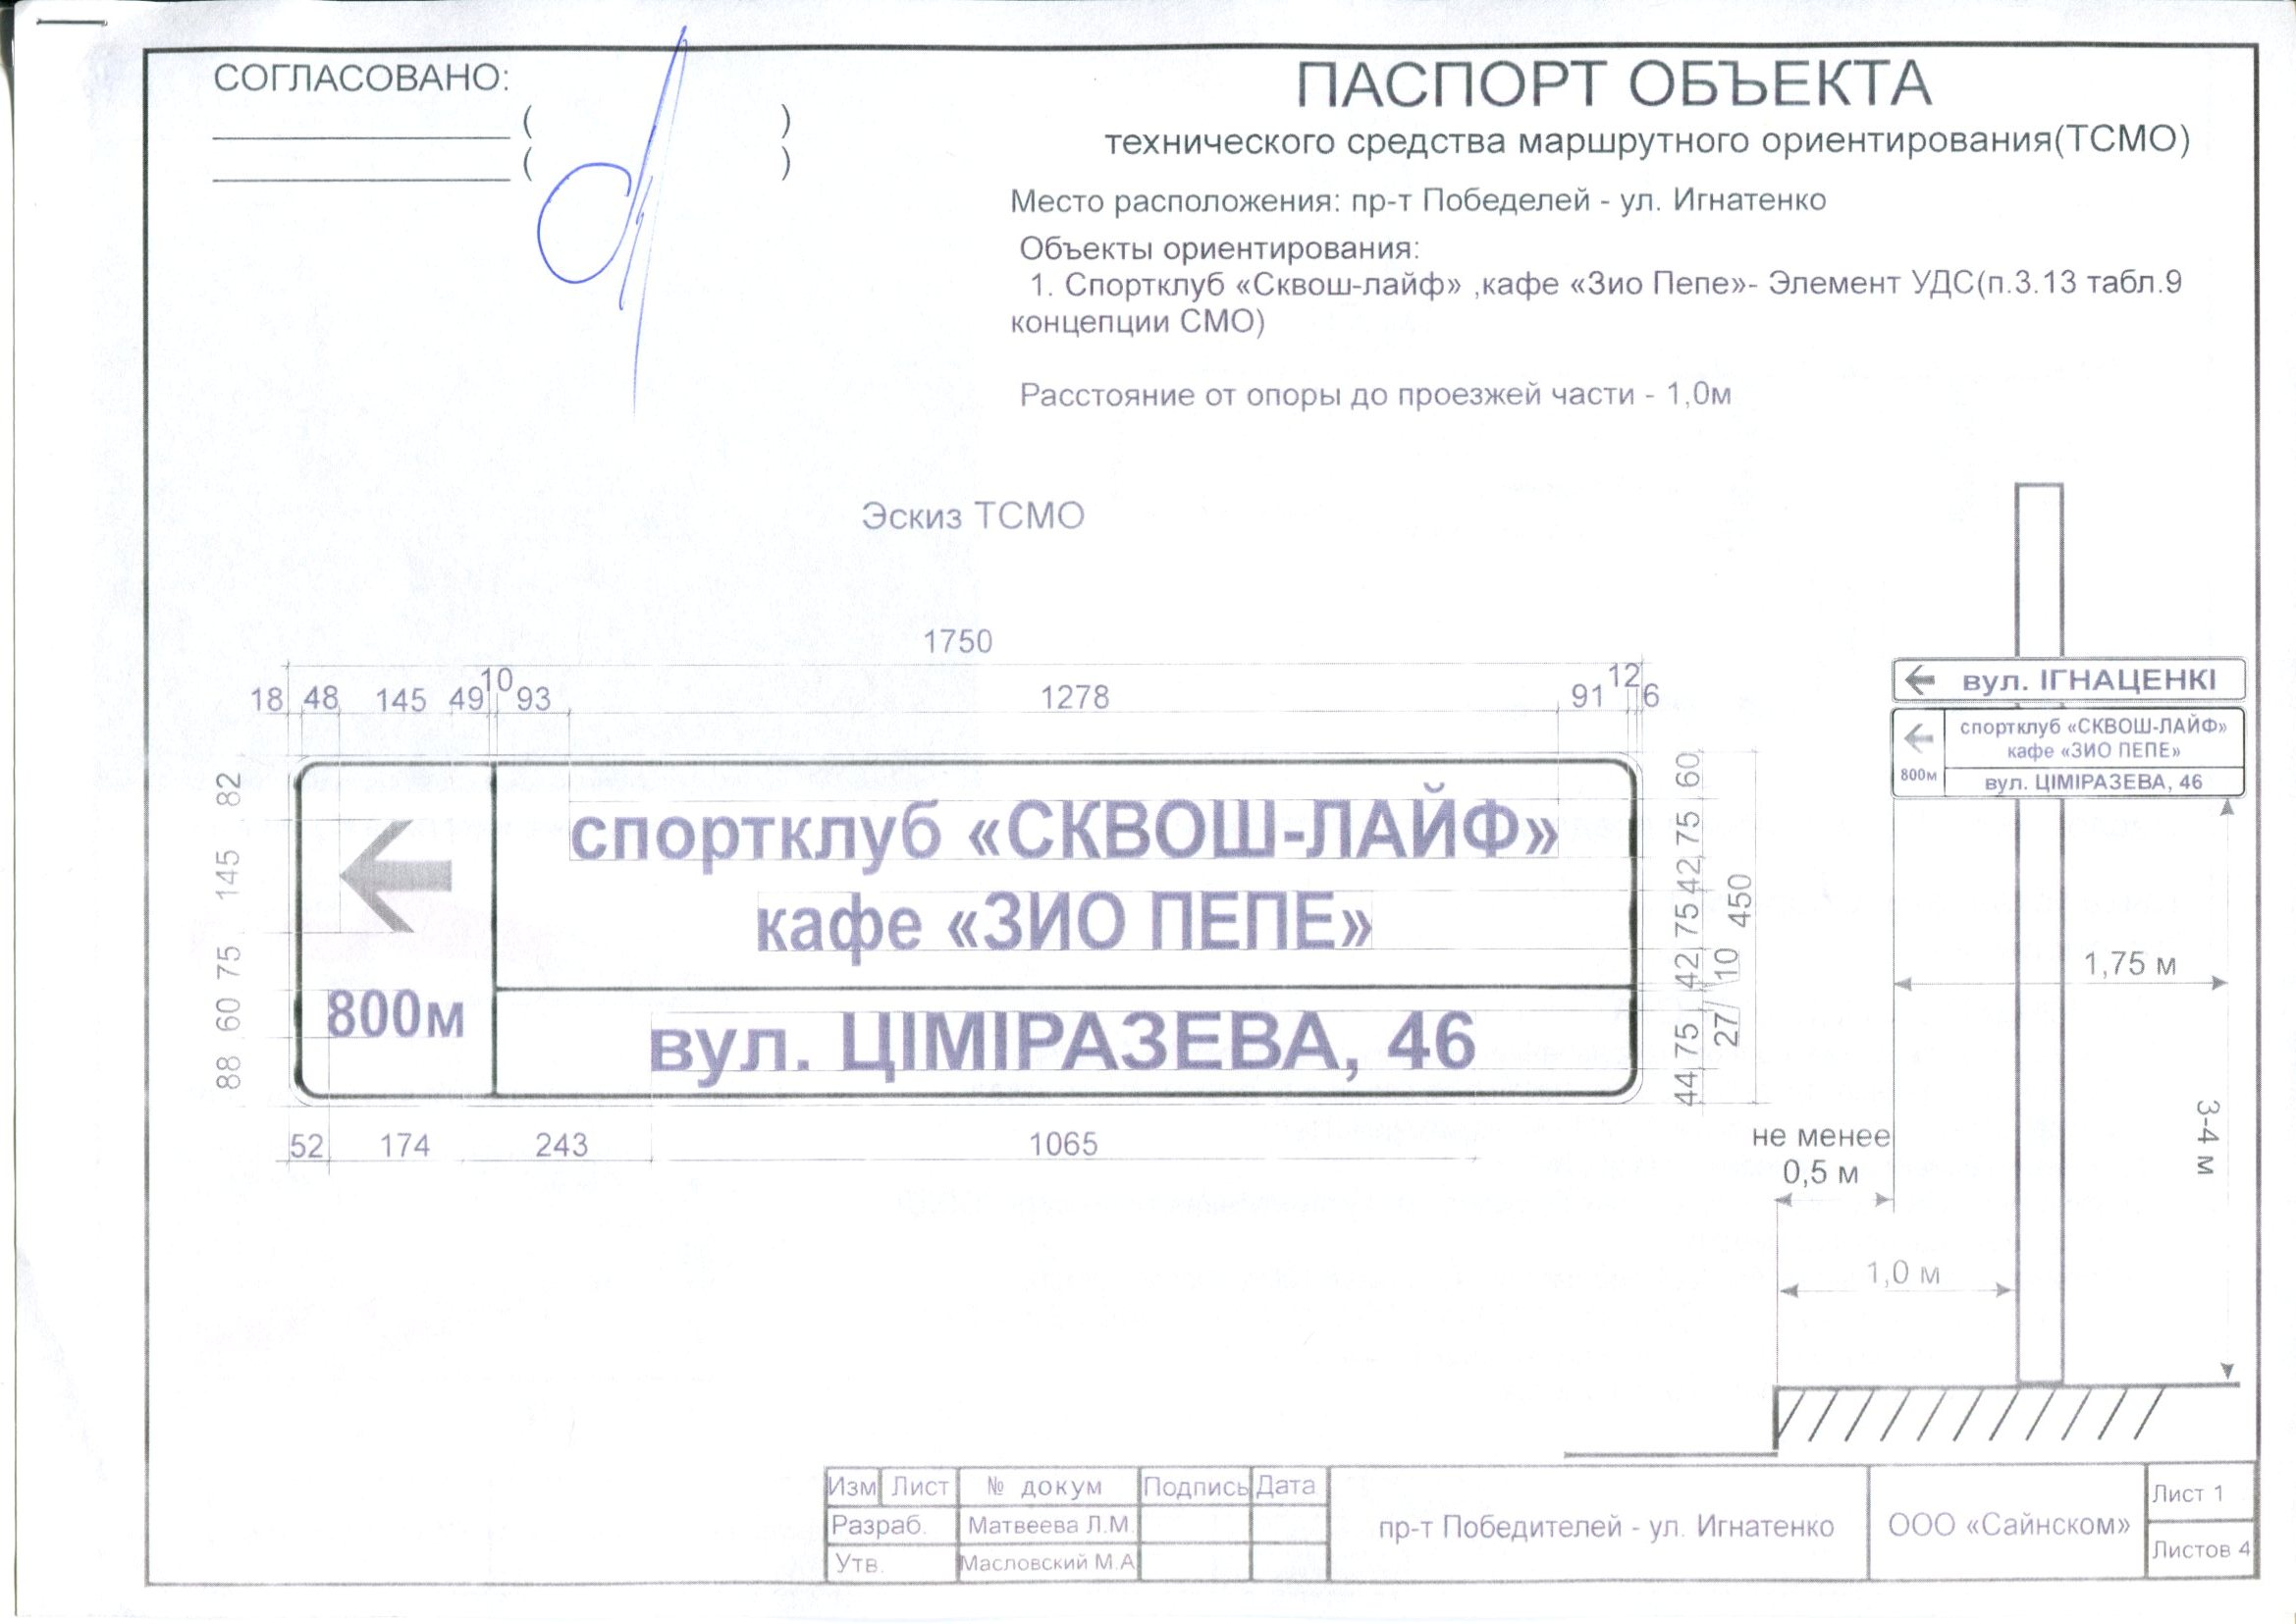 СОГЛАСОВАНО:
( )
( )
ПАСПОРТ ОБЪЕКТА
технического средства маршрутного ориентирования(ТСМО)
Место расположения: пр-т Победелей - ул. Игнатенко
Объекты ориентирования:
1. Спортклуб «Сквош-лайф» ,кафе «Зио Пепе»- Элемент УДС(п.3.13 табл.9
концепции СМО)
Расстояние от опоры до проезжей части - 1,0м
Эскиз ТСМО
1750
18 48 145 49 10 93 1278 91 12 6
82
145
75
60
88
спортклуб «СКВОШ-ЛАЙФ»
кафе «ЗИО ПЕПЕ»
800м
вул. ЦІМІРАЗЕВА, 46
60
75
42
75
42
10
27
75
44
450
52 174 243 1065
вул. ІГНАЦЕНКІ
спортклуб «СКВОШ-ЛАЙФ»
кафе «ЗИО ПЕПЕ»
800м
вул. ЦІМІРАЗЕВА, 46
1,75 м
3-4 м
не менее
0,5 м
1,0 м
Изм Лист № докум Подпись Дата
Разраб. Матвеева Л.М.
Утв. Масловский М.А
пр-т Победителей - ул. Игнатенко
ООО «Сайнском»
Лист 1
Листов 4